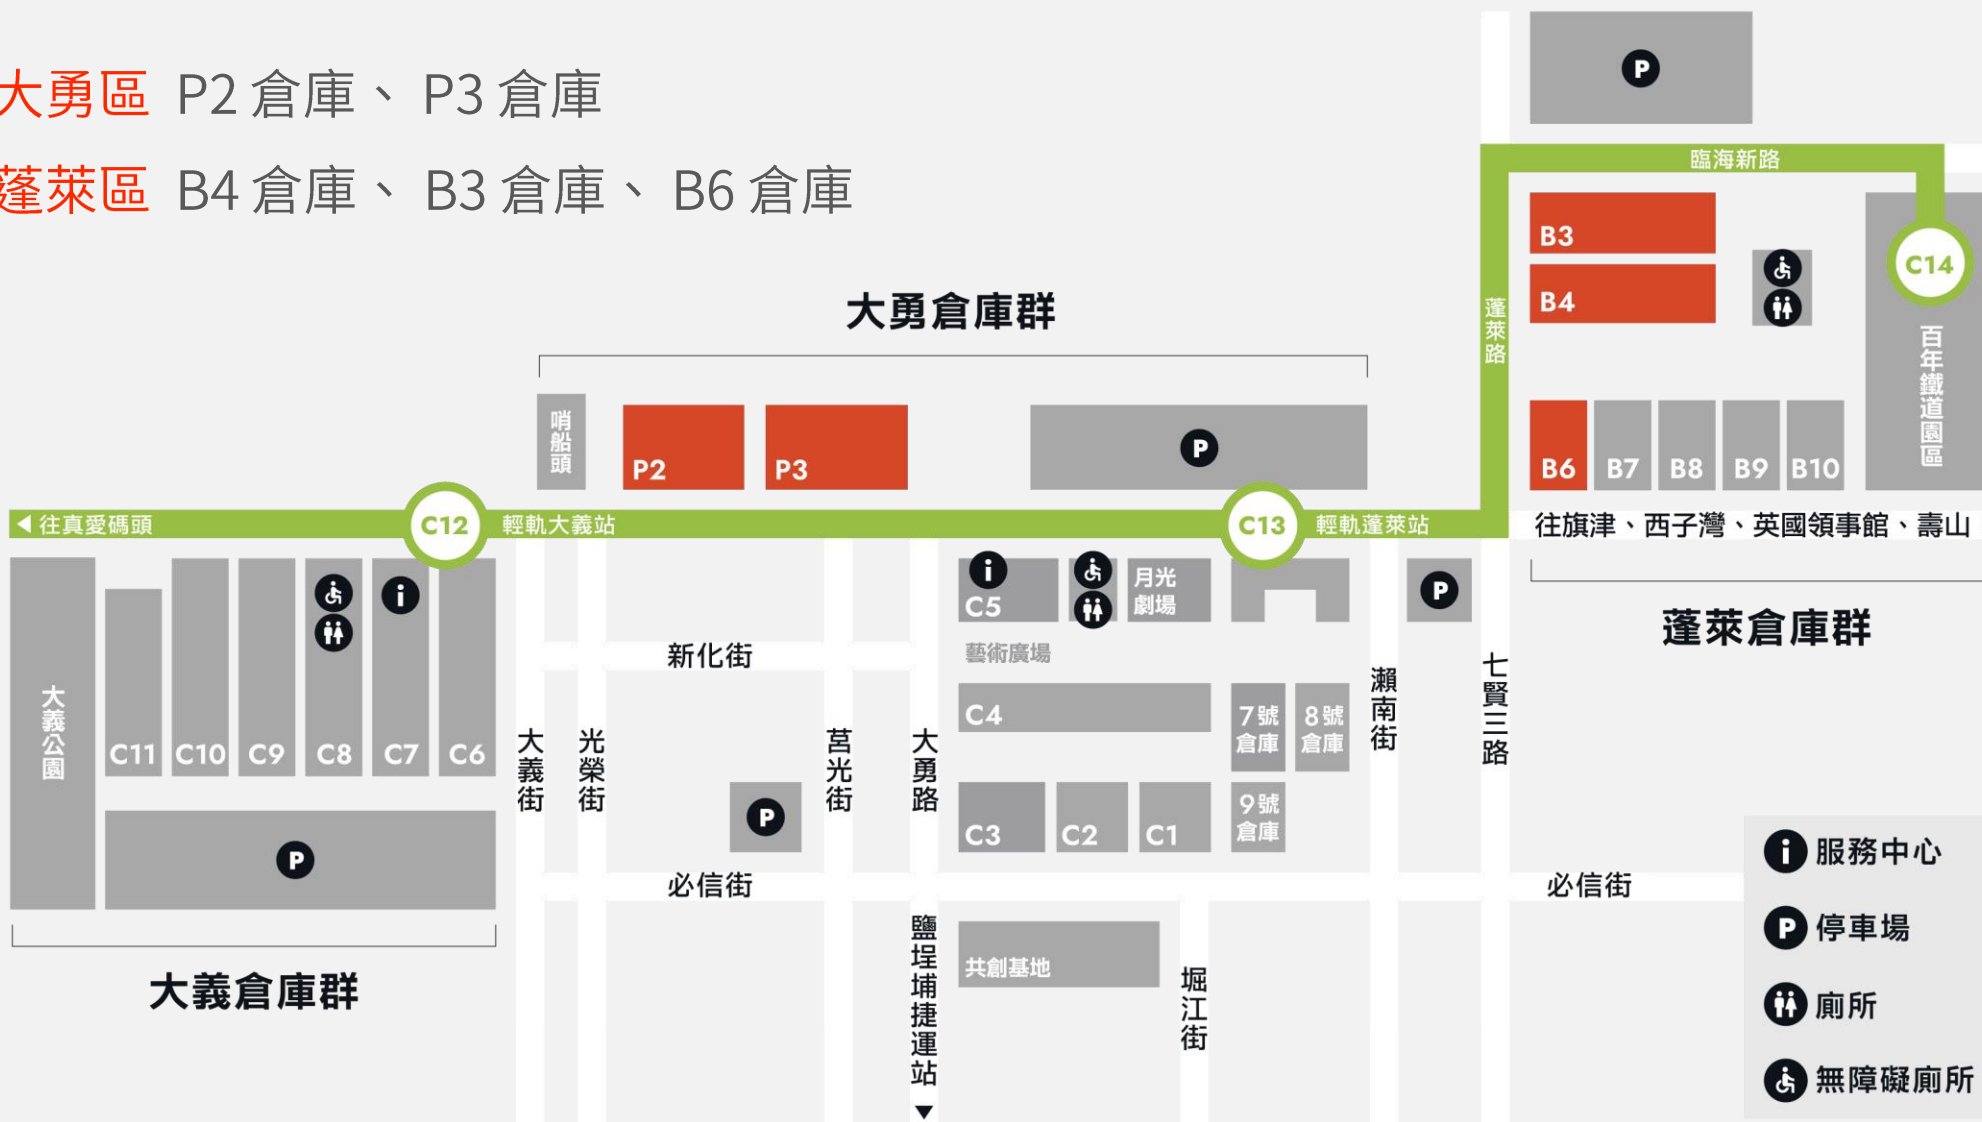 大勇區 P2 倉庫、P3 倉庫
蓬萊區 B4 倉庫、B3 倉庫、B6 倉庫
P
臨海新路
B3
B4
C14
蓬萊路
百年鐵道園區
大勇倉庫群
哨船頭
P2
P3
P
B6
B7
B8
B9
B10
◀ 往真愛碼頭
C12
輕軌大義站
C13
輕軌蓬萊站
往旗津、西子灣、英國領事館、壽山
蓬萊倉庫群
大義公園
C11
C10
C9
C8
i
C7
C6
P
大義倉庫群
大義街
光榮街
新化街
莒光街
大勇路
P
必信街
i
C5
月光
劇場
藝術廣場
C4
7號
倉庫
8號
倉庫
C3
C2
C1
9號
倉庫
P
瀨南街
七賢三路
必信街
鹽埕埔捷運站
▼
共創基地
堀江街
i 服務中心
P 停車場
廁所
無障礙廁所